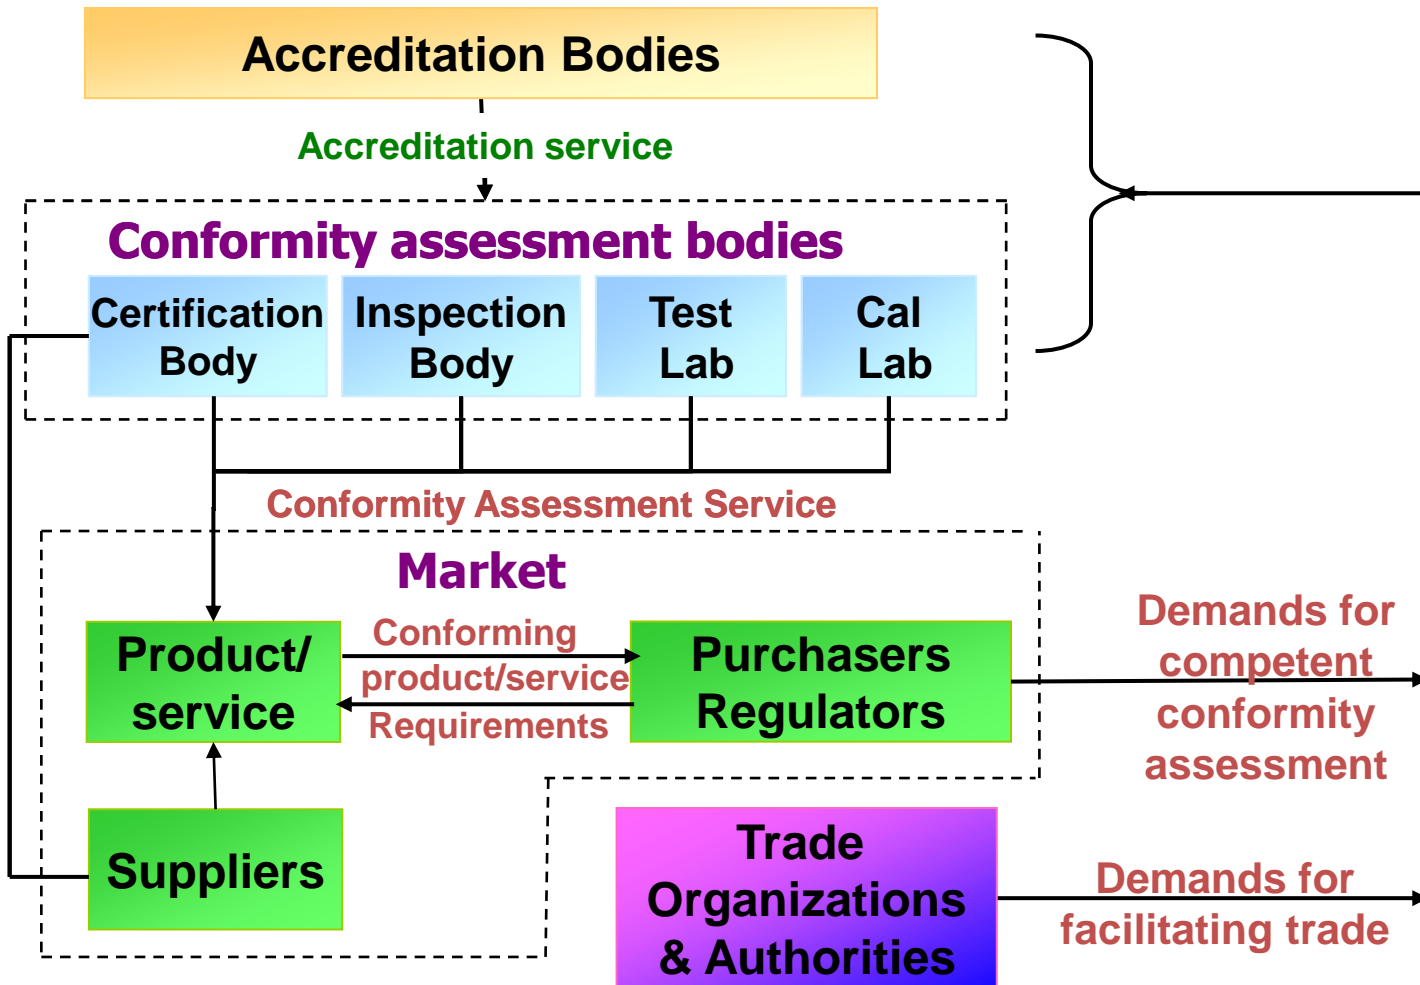 Accreditation Bodies
Accreditation service
Conformity assessment bodies
Certification
Body
Inspection
Body
Test
Lab
Cal
Lab
Conformity Assessment Service
Market
Product/
service
Conforming
product/service
Requirements
Purchasers
Regulators
Demands for
competent
conformity
assessment
Suppliers
Trade
Organizations
& Authorities
Demands for
facilitating trade